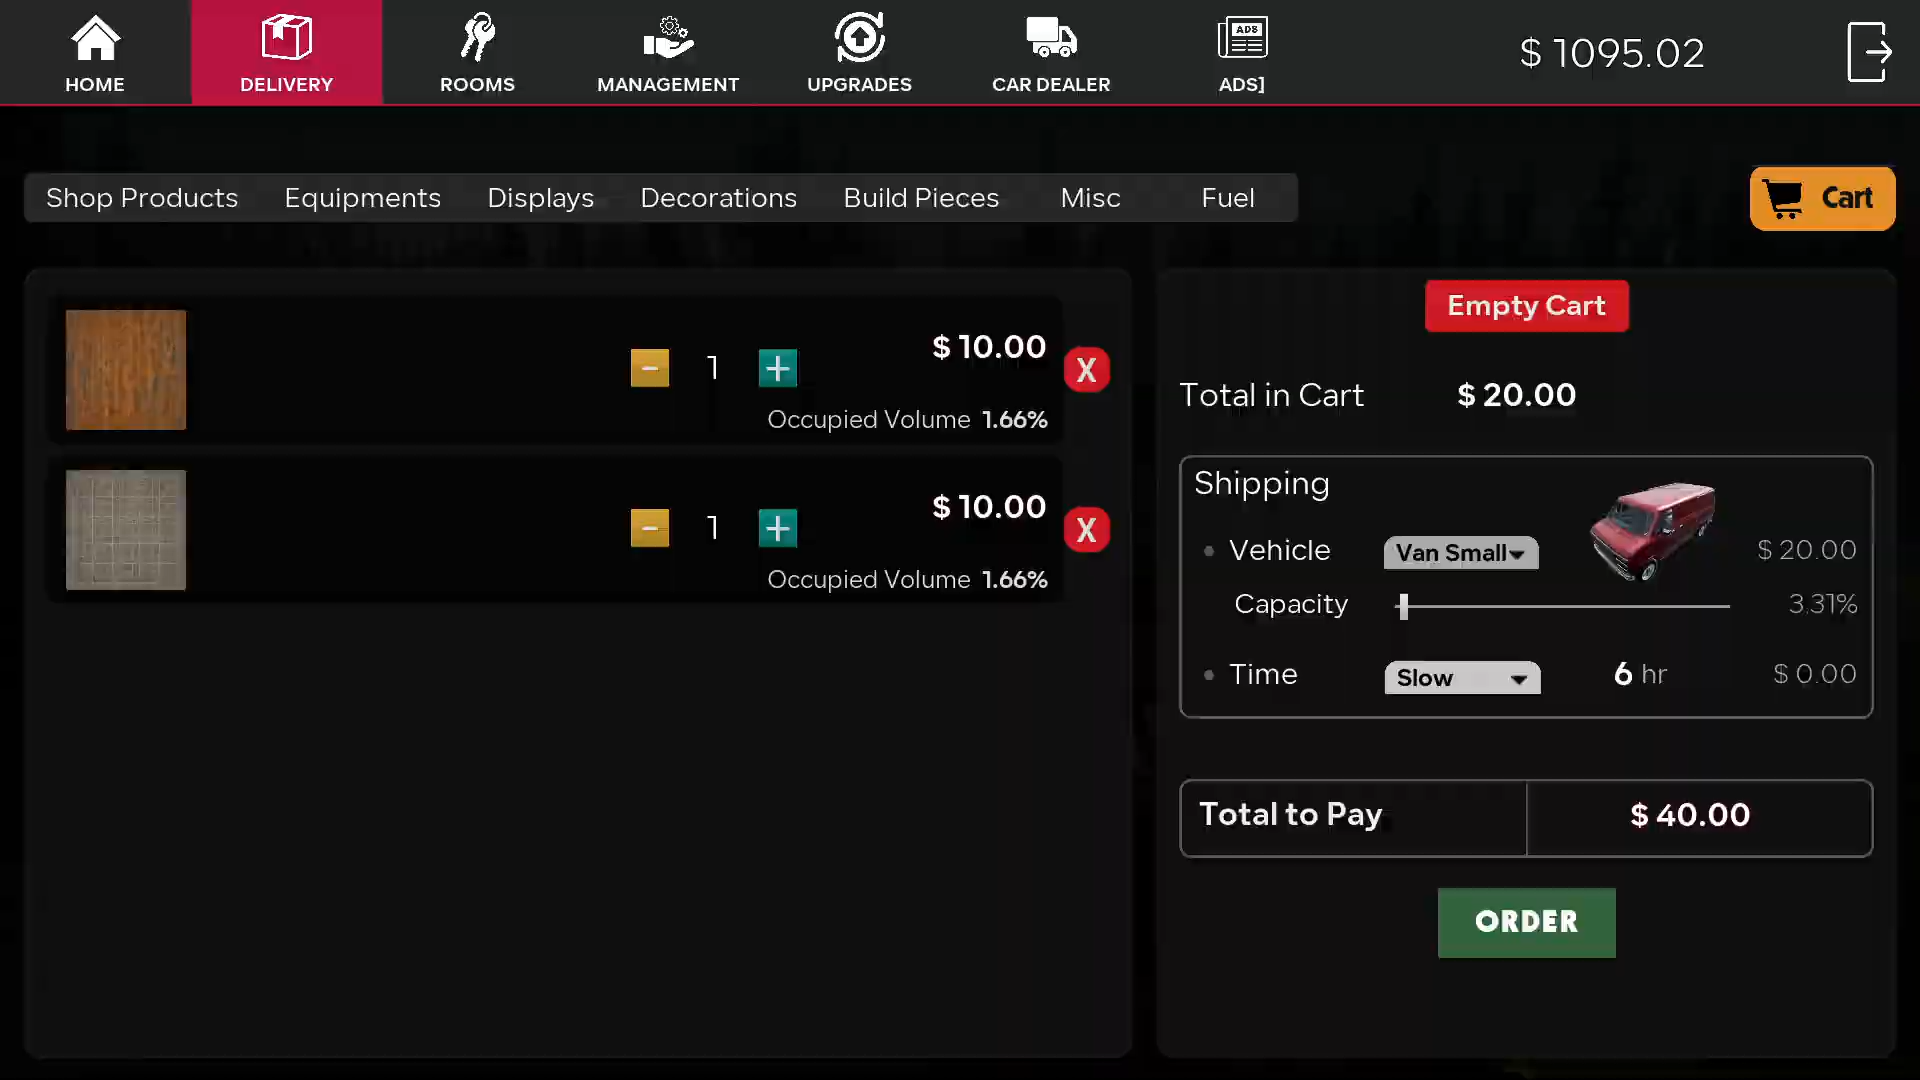 HOME
DELIVERY
ROOMS
MANAGEMENT
UPGRADES
CAR DEALER
ADS
ADS]
$ 1095.02
Shop Products
Equipments
Displays
Decorations
Build Pieces
Misc
Fuel
Cart
- 1 +
$ 10.00
X
Occupied Volume 1.66%
- 1 +
$ 10.00
X
Occupied Volume 1.66%
Empty Cart
Total in Cart $ 20.00
Shipping
Vehicle Van Small $ 20.00
Capacity 3.31%
Time Slow 6 hr $ 0.00
Total to Pay $ 40.00
ORDER